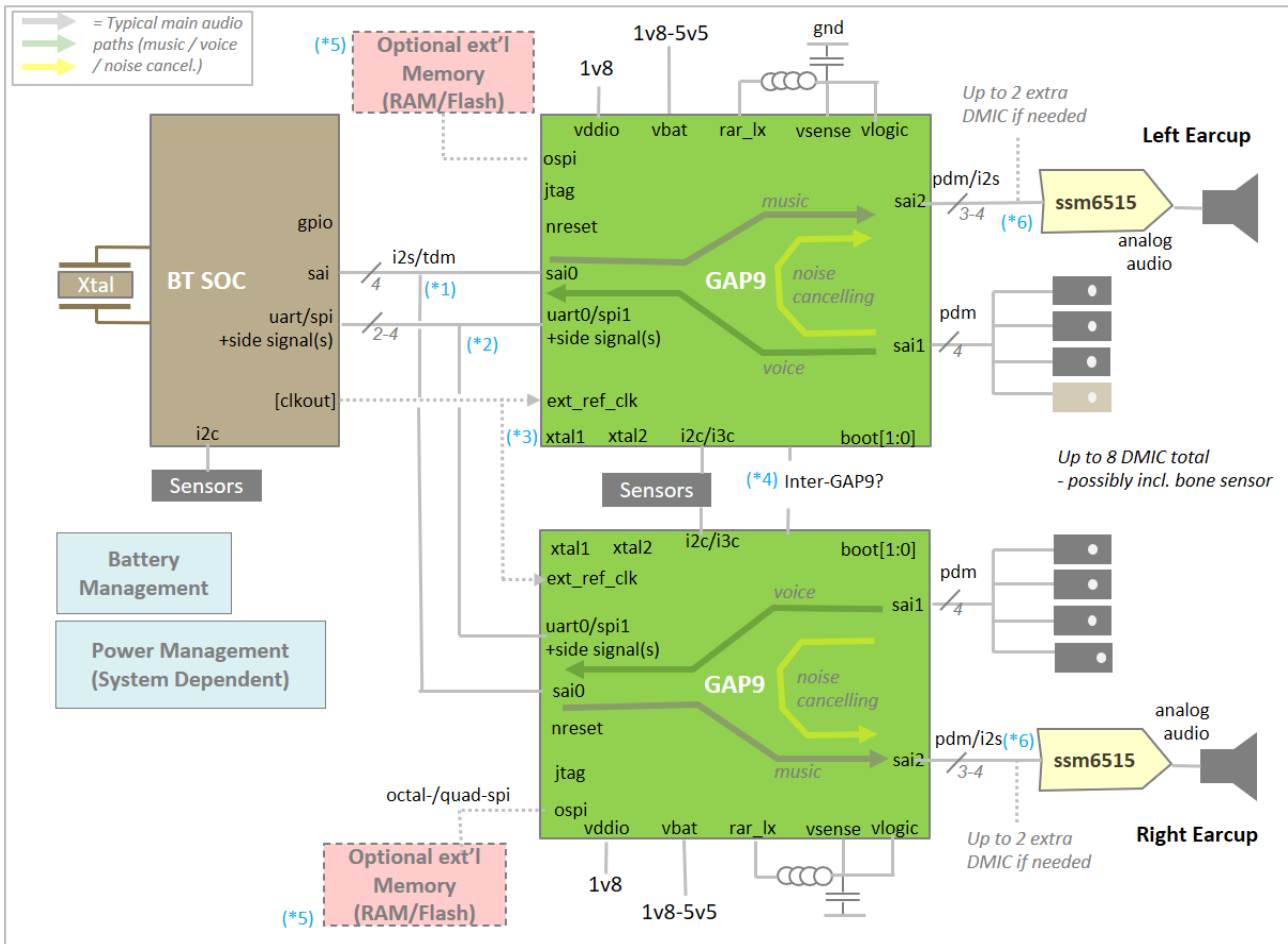 = Typical main audio
paths (music / voice
/ noise cancel.)
(*5)
Optional ext'l
Memory
(RAM/Flash)
1v8
1v8-5v5
gnd
vddio
vbat
rar_lx
vsense
vlogic
ospi
jtag
nreset
sai0
uart0/spi1
+side signal(s)
ext_ref_clk
xtal1
xtal2
i2c/i3c
boot[1:0]
GAP9
music
noise
cancelling
voice
sai2
sai1
pdm/i2s
3-4
(*6)
Up to 2 extra
DMIC if needed
Left Earcup
ssm6515
analog
audio
pdm
4
Xtal
BT SOC
gpio
sai
uart/spi
+side signal(s)
[clkout]
i2c
Sensors
i2s/tdm
4
(*1)
2-4
(*2)
(*3)
Sensors
(*4)
Inter-GAP9?
Up to 8 DMIC total
- possibly incl. bone sensor
Battery
Management
Power Management
(System Dependent)
xtal1
xtal2
i2c/i3c
boot[1:0]
ext_ref_clk
uart0/spi1
+side signal(s)
sai0
nreset
jtag
ospi
GAP9
voice
noise
cancelling
music
sai1
sai2
pdm
4
pdm/i2s
(*6)
3-4
ssm6515
analog
audio
Up to 2 extra
DMIC if needed
Right Earcup
octal-/quad-spi
vddio
vbat
rar_lx
vsense
vlogic
1v8
1v8-5v5
Optional ext'l
Memory
(RAM/Flash)
(*5)